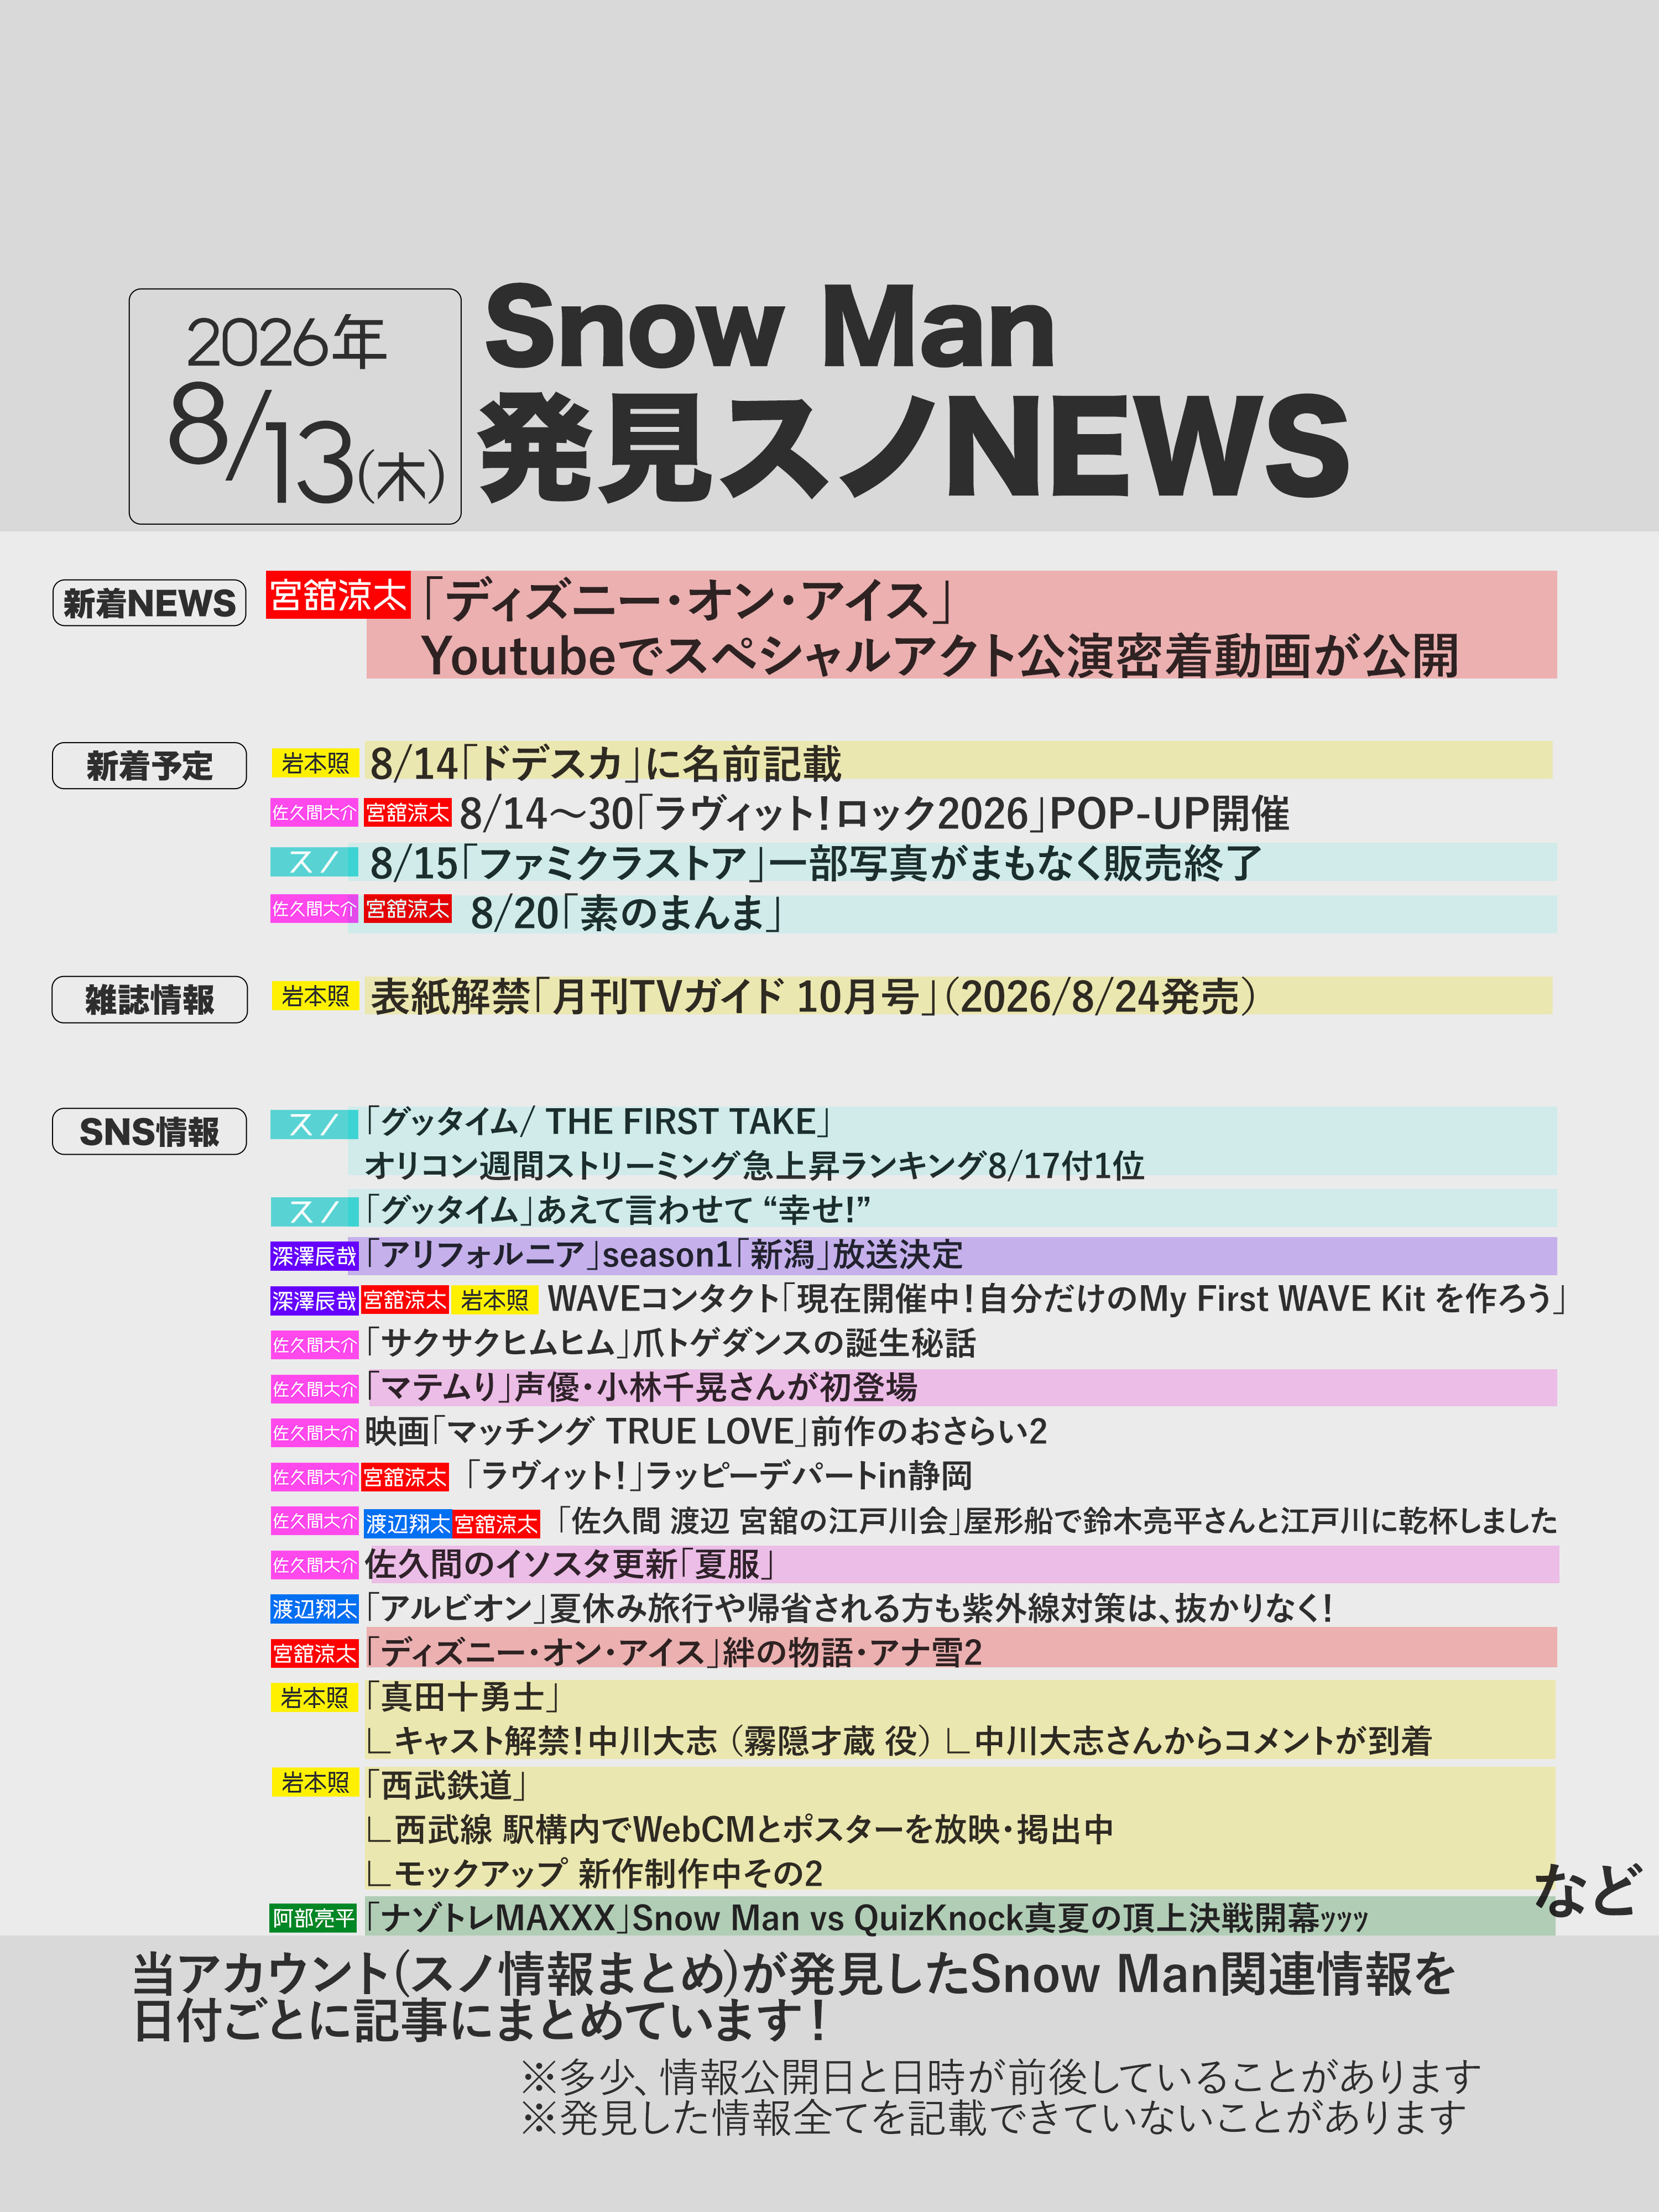 2026年
8/13(木)
Snow Man
発見スノNEWS
新着NEWS
宮舘涼太「ディズニー・オン・アイス」
Youtubeでスペシャルアクト公演密着動画が公開
新着予定
岩本照 8/14「ドデスカ」に名前記載
佐久間大介 宮舘涼太 8/14〜30「ラヴィット！ロック2026」POP-UP開催
スノ 8/15「ファミクラストア」一部写真がまもなく販売終了
佐久間大介 宮舘涼太 8/20「素のまんま」
雑誌情報
岩本照 表紙解禁「月刊TVガイド 10月号」（2026/8/24発売）
SNS情報
スノ「グッタイム/ THE FIRST TAKE」
オリコン週間ストリーミング急上昇ランキング8/17付1位
スノ「グッタイム」あえて言わせて “幸せ!”
深澤辰哉「アリフォルニア」season1「新潟」放送決定
深澤辰哉 宮舘涼太 岩本照 WAVEコンタクト「現在開催中！自分だけのMy First WAVE Kit を作ろう」
佐久間大介「サクサクヒムヒム」爪トゲダンスの誕生秘話
佐久間大介「マテムり」声優・小林千晃さんが初登場
佐久間大介 映画「マッチング TRUE LOVE」前作のおさらい2
佐久間大介 宮舘涼太 「ラヴィット！」ラッピーデパートin静岡
佐久間大介 渡辺翔太 宮舘涼太 「佐久間 渡辺 宮舘の江戸川会」屋形船で鈴木亮平さんと江戸川に乾杯しました
佐久間大介 佐久間のイソスタ更新「夏服」
渡辺翔太「アルビオン」夏休み旅行や帰省される方も紫外線対策は、抜かりなく！
宮舘涼太「ディズニー・オン・アイス」絆の物語・アナ雪2
岩本照「真田十勇士」
∟キャスト解禁！中川大志 （霧隠才蔵 役） ∟中川大志さんからコメントが到着
岩本照「西武鉄道」
∟西武線 駅構内でWebCMとポスターを放映・掲出中
∟モックアップ 新作制作中その2
など
阿部亮平「ナゾトレMAXXX」Snow Man vs QuizKnock真夏の頂上決戦開幕ｯｯｯ
当アカウント(スノ情報まとめ)が発見したSnow Man関連情報を
日付ごとに記事にまとめています！
※多少、情報公開日と日時が前後していることがあります
※発見した情報全てを記載できていないことがあります